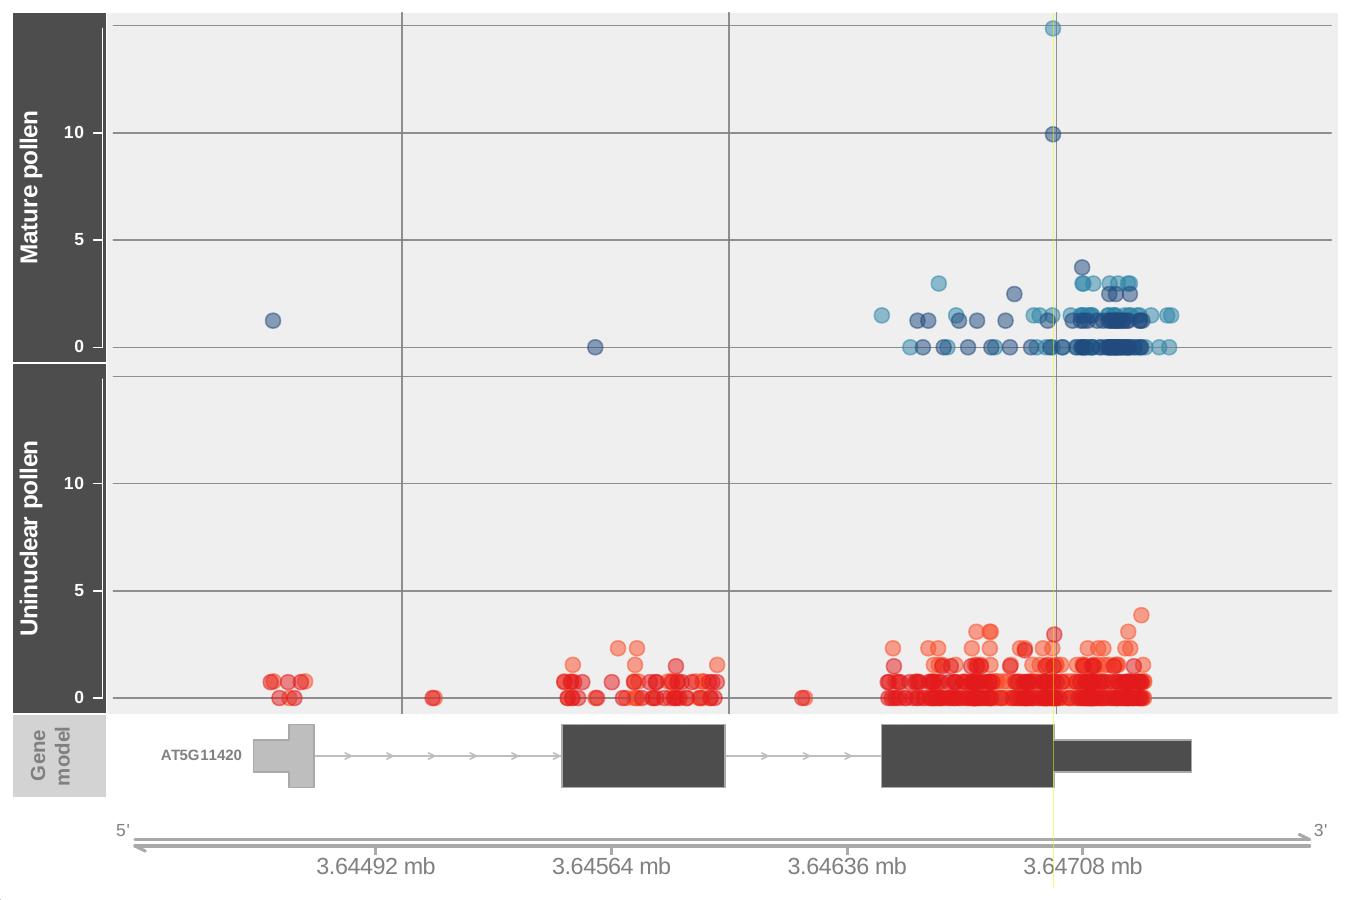 Mature pollen
10
5
0
Uninuclear pollen
10
5
0
Gene
model
AT5G11420
5'
3'
3.64492 mb
3.64564 mb
3.64636 mb
3.64708 mb